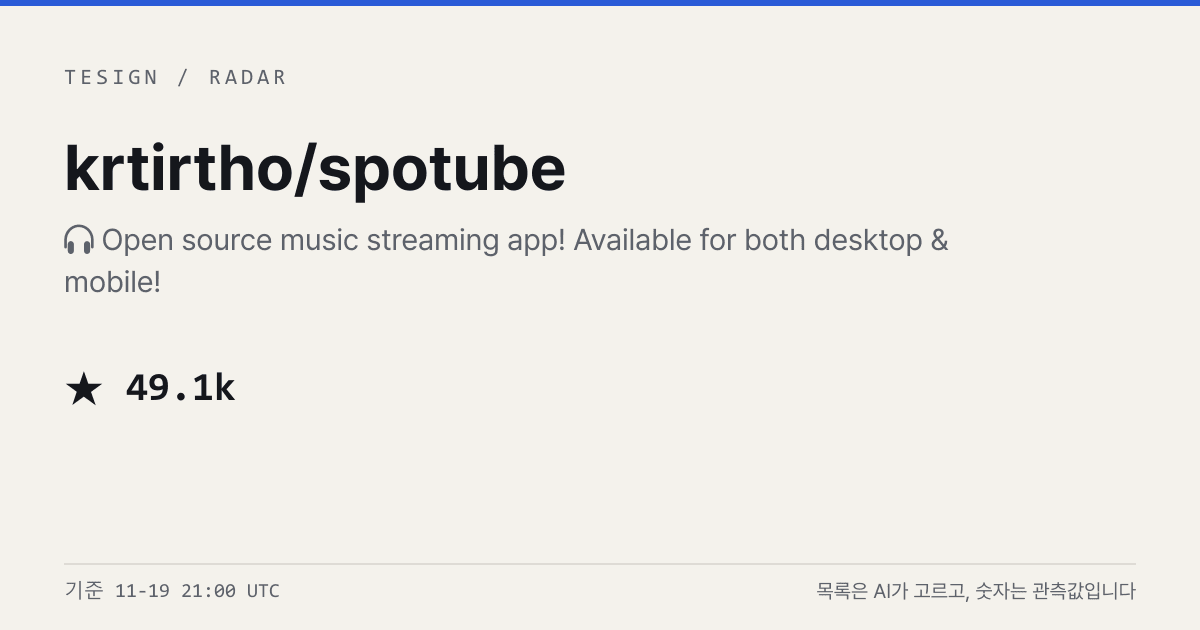 TESIGN / RADAR
krtirtho/spotube
🎧 Open source music streaming app! Available for both desktop &
mobile!
★ 49.1k
기준 11-19 21:00 UTC
목록은 AI가 고르고, 숫자는 관측값입니다